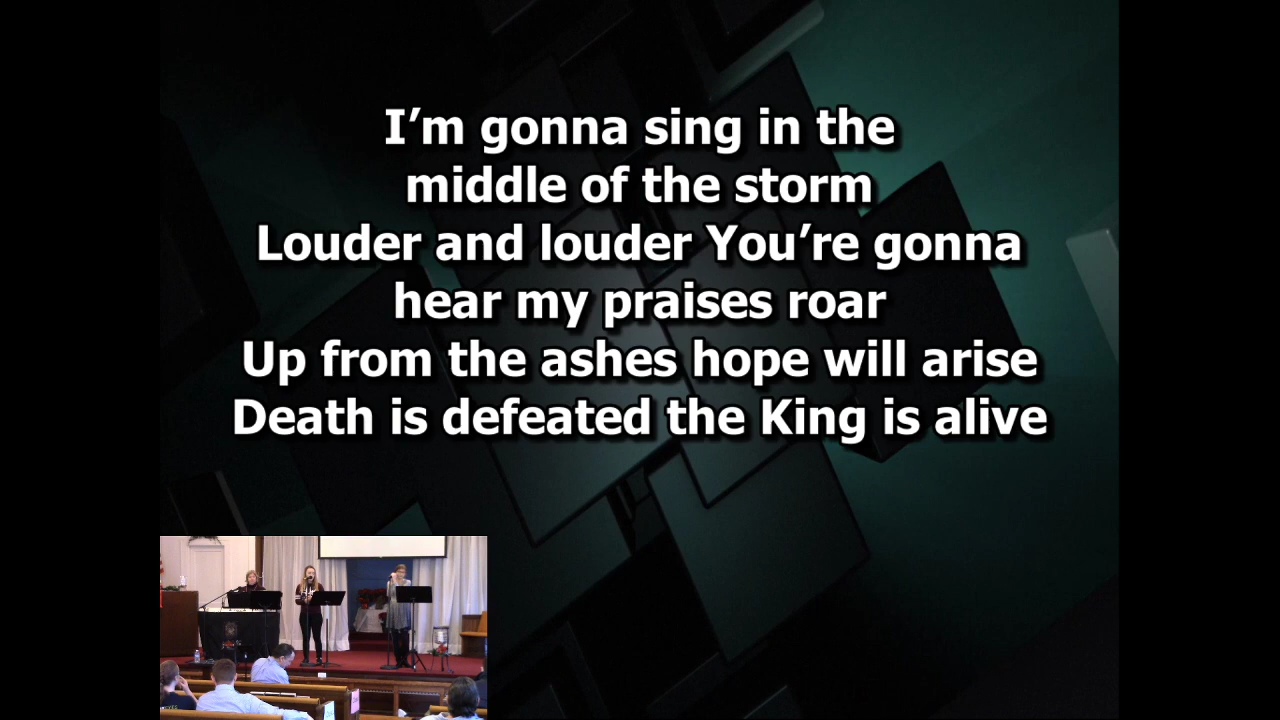 I’m gonna sing in the
middle of the storm
Louder and louder You’re gonna
hear my praises roar
Up from the ashes hope will arise
Death is defeated the King is alive